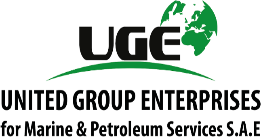 UGE
UNITED GROUP ENTERPRISES
for Marine & Petroleum Services S.A.E